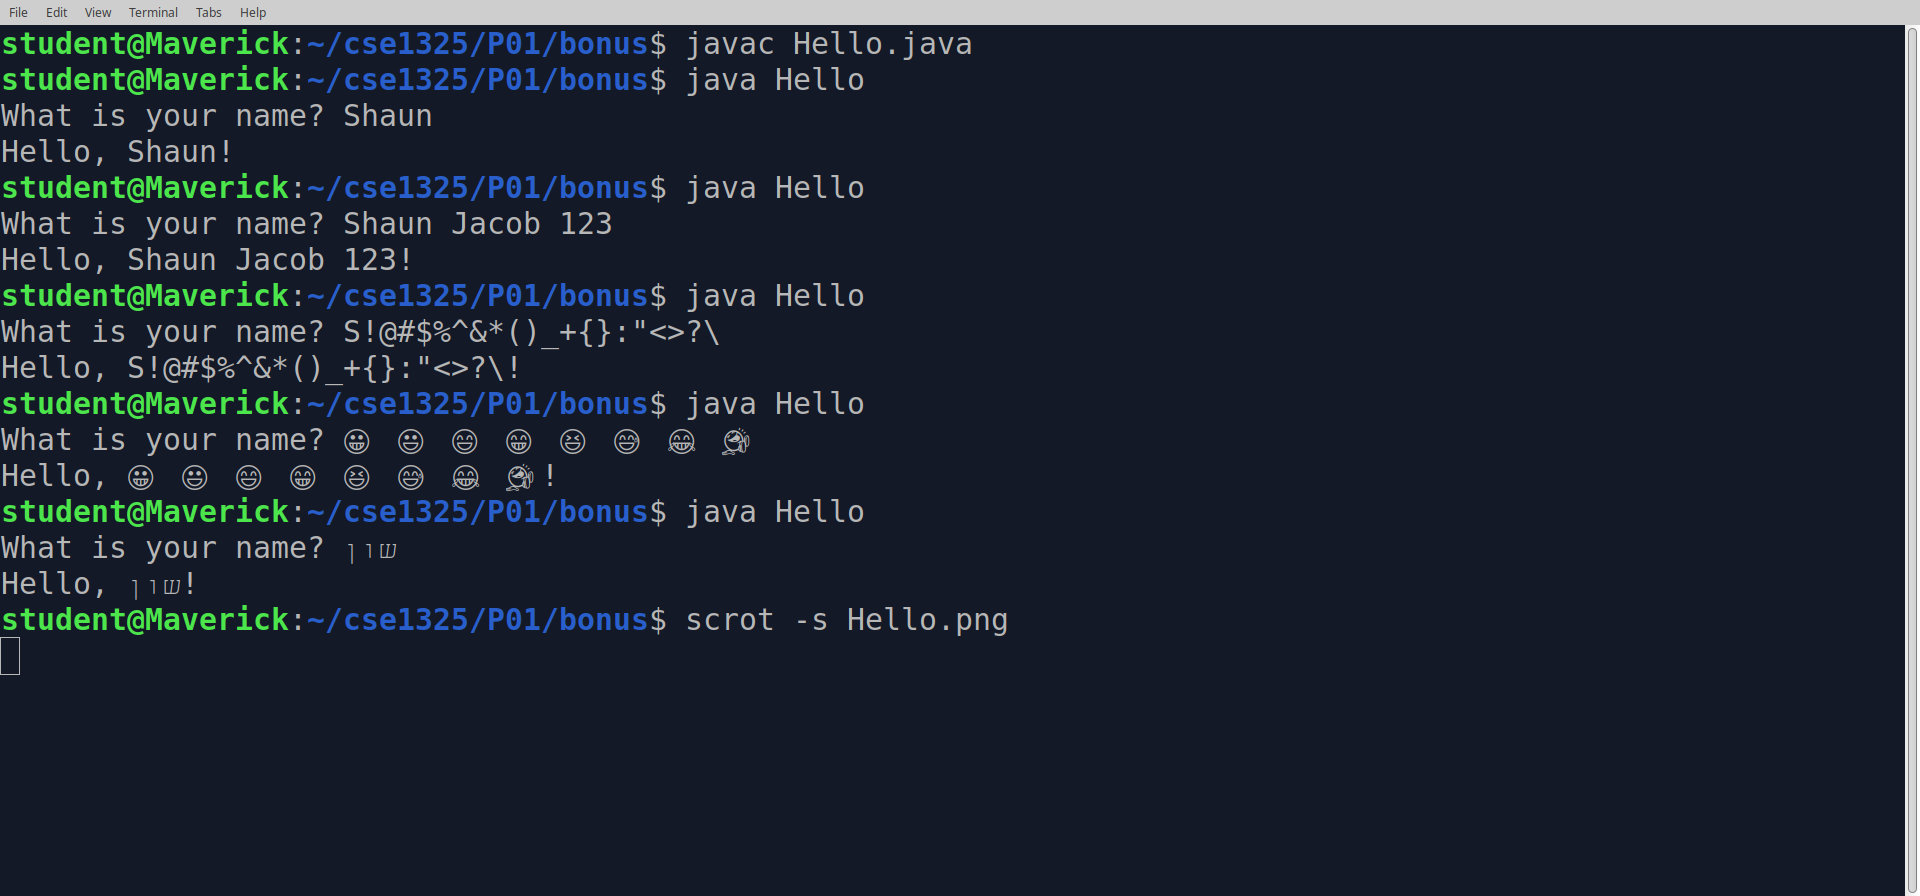 File Edit View Terminal Tabs Help
student@Maverick:~/cse1325/P01/bonus$ javac Hello.java
student@Maverick:~/cse1325/P01/bonus$ java Hello
What is your name? Shaun
Hello, Shaun!
student@Maverick:~/cse1325/P01/bonus$ java Hello
What is your name? Shaun Jacob 123
Hello, Shaun Jacob 123!
student@Maverick:~/cse1325/P01/bonus$ java Hello
What is your name? S!@#$%^&*()_+{}:"<>?\
Hello, S!@#$%^&*()_+{}:"<>?\!
student@Maverick:~/cse1325/P01/bonus$ java Hello
What is your name? 😀 😃 😄 😁 😆 😅 😂
Hello, 😀 😃 😄 😁 😆 😅 😂 !
student@Maverick:~/cse1325/P01/bonus$ java Hello
What is your name?
Hello, !
student@Maverick:~/cse1325/P01/bonus$ scrot -s Hello.png